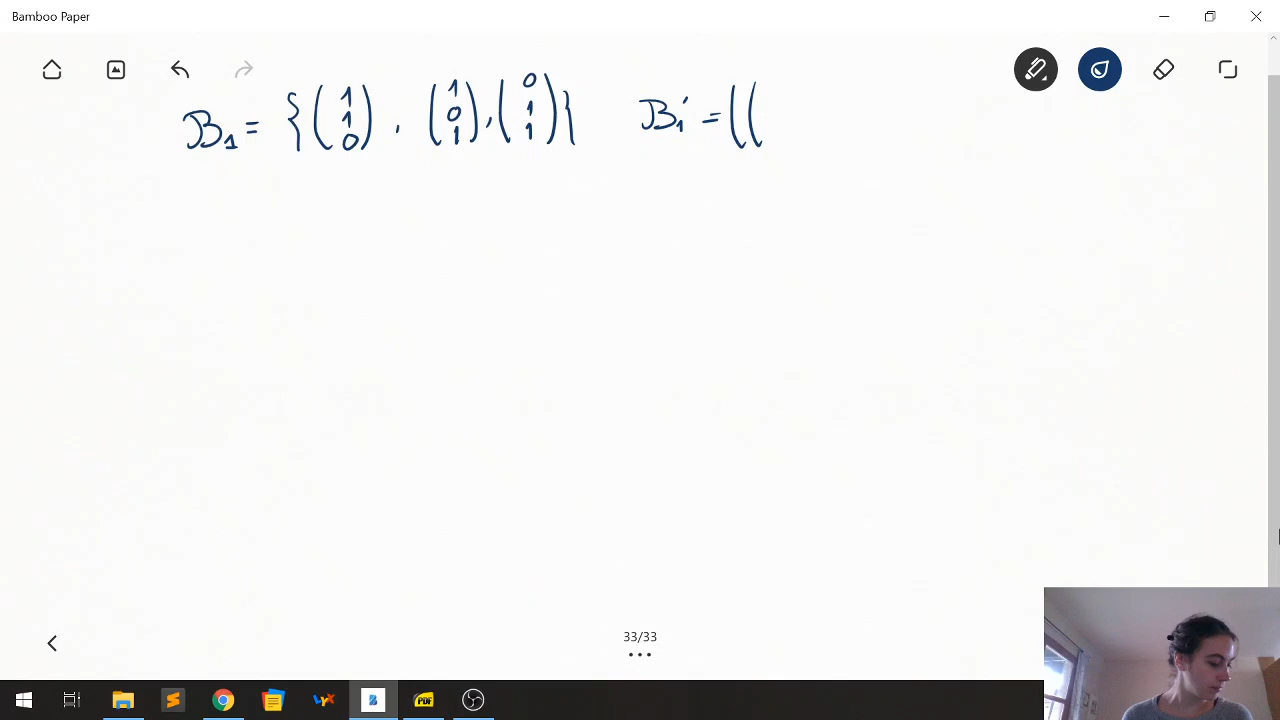 Bamboo Paper
B₁ = {(1 1 0), (1 0 1), (0 1 1)} B₁' = ((
33/33